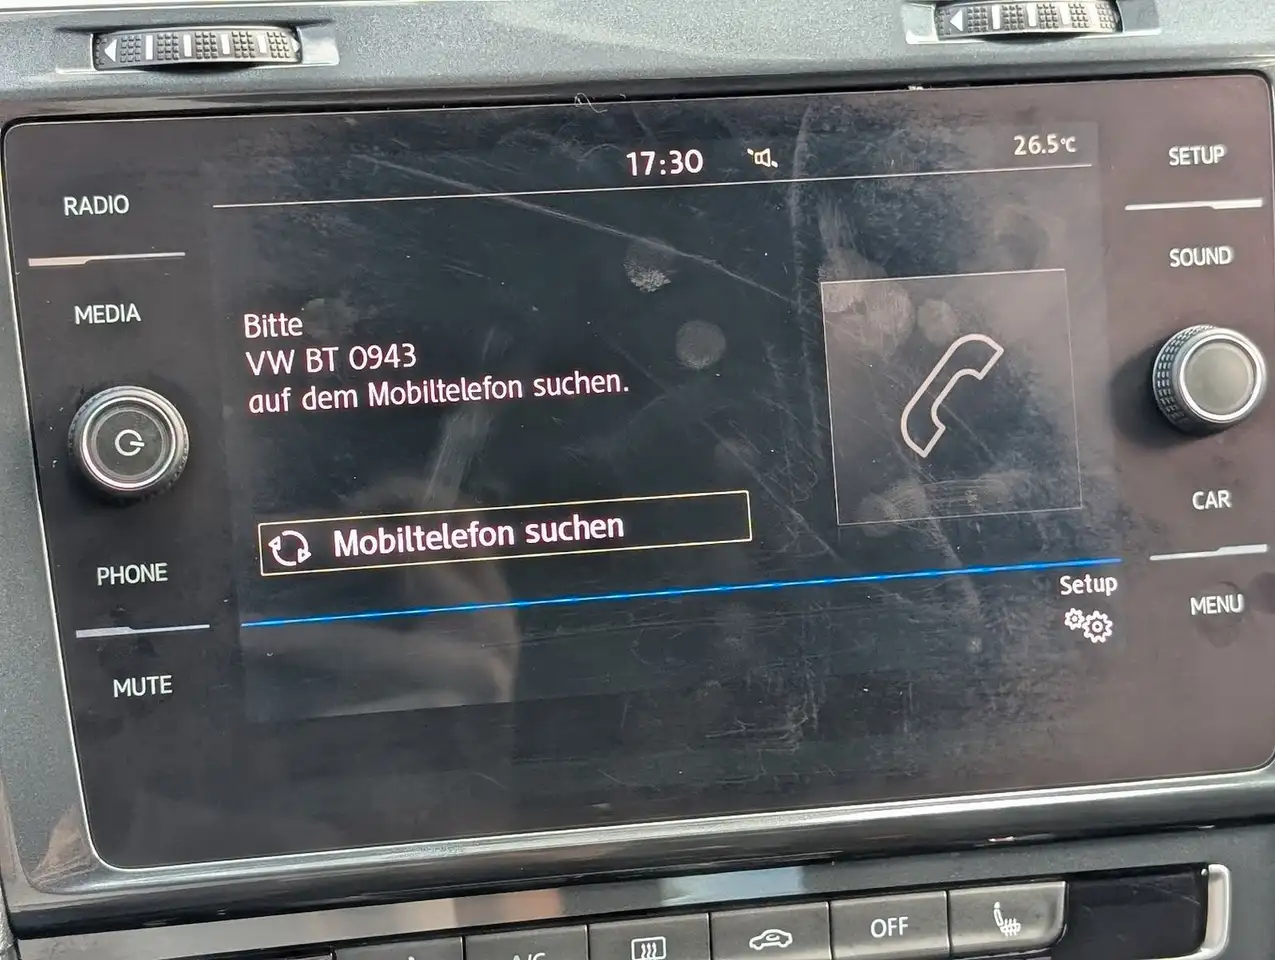 17:30
26.5°C
SETUP
RADIO
SOUND
MEDIA
Bitte
VW BT 0943
auf dem Mobiltelefon suchen.
Mobiltelefon suchen
CAR
PHONE
Setup
MENU
MUTE
A/C
OFF